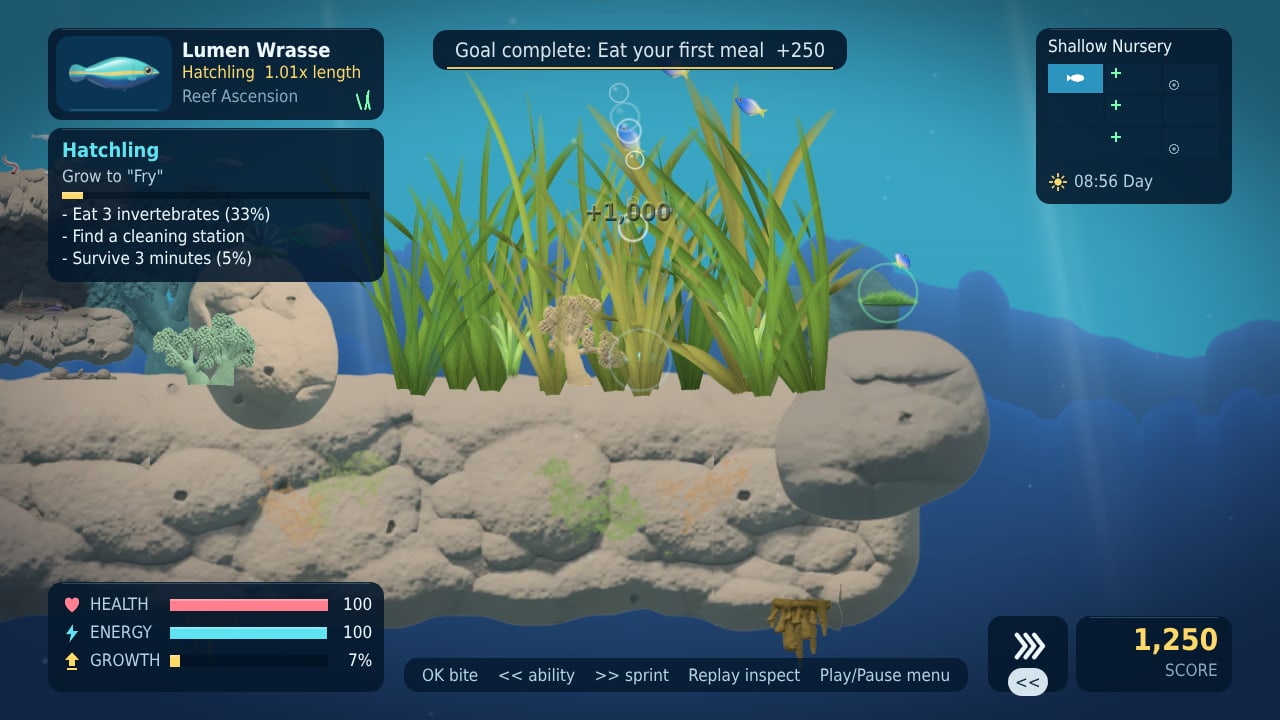 Lumen Wrasse
Hatchling 1.01x length
Reef Ascension
Hatchling
Grow to "Fry"
- Eat 3 invertebrates (33%)
- Find a cleaning station
- Survive 3 minutes (5%)
Goal complete: Eat your first meal +250
+1,000
Shallow Nursery
08:56 Day
HEALTH 100
ENERGY 100
GROWTH 7%
OK bite << ability >> sprint Replay inspect Play/Pause menu
<<
1,250
SCORE